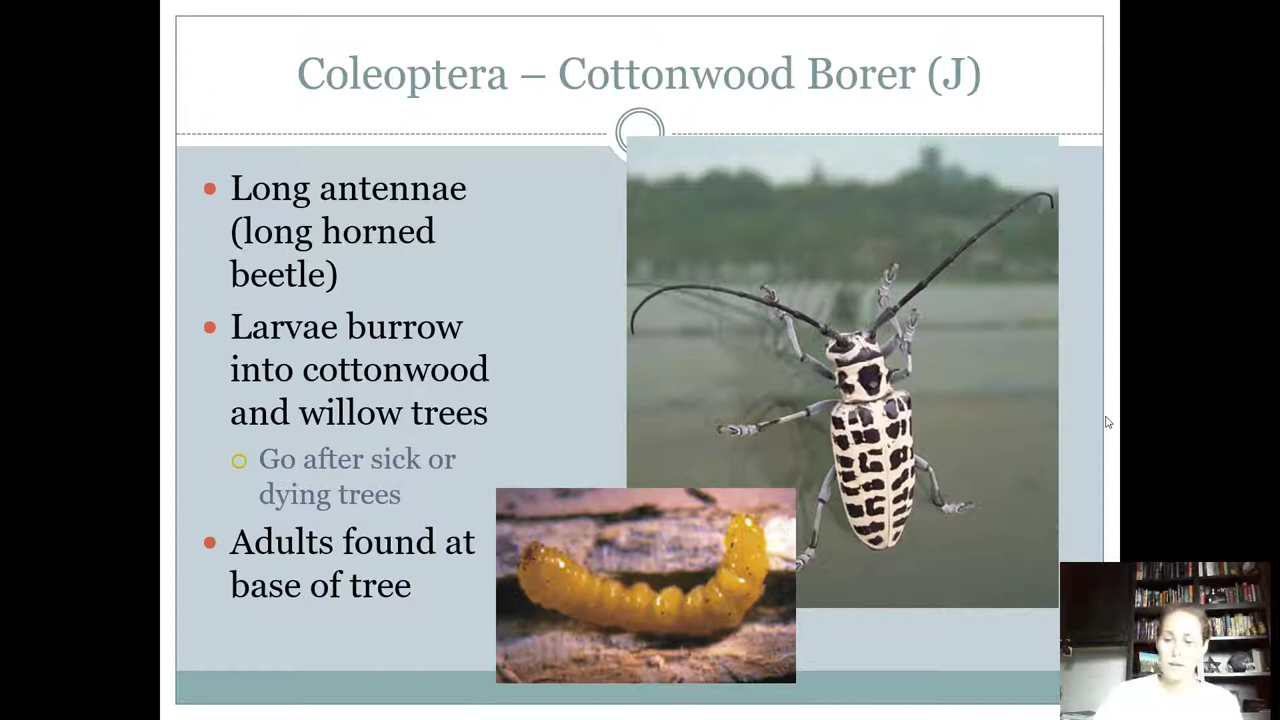 Coleoptera – Cottonwood Borer (J)
Long antennae
(long horned
beetle)
Larvae burrow
into cottonwood
and willow trees
Go after sick or
dying trees
Adults found at
base of tree